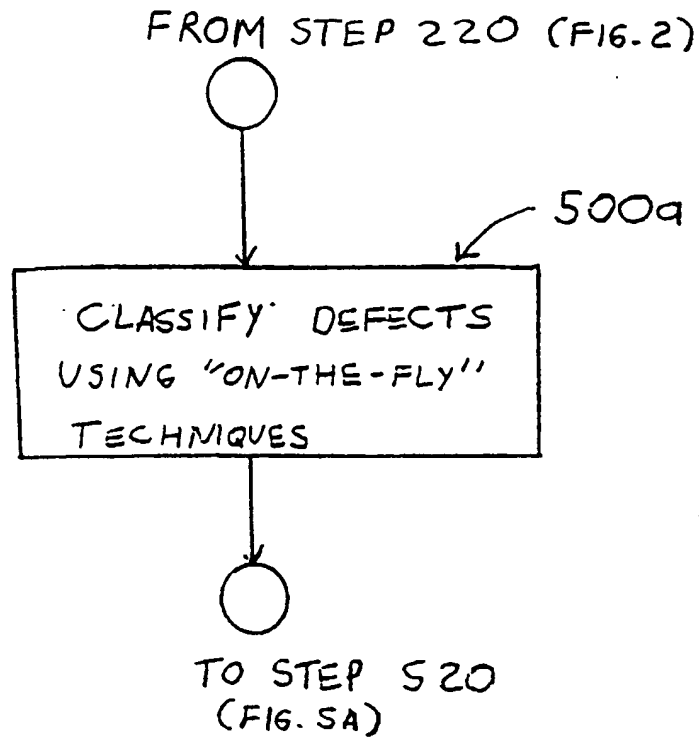 FROM STEP 220 (FIG. 2)
500a
CLASSIFY DEFECTS
USING "ON-THE-FLY"
TECHNIQUES
TO STEP 520
(FIG. 5A)